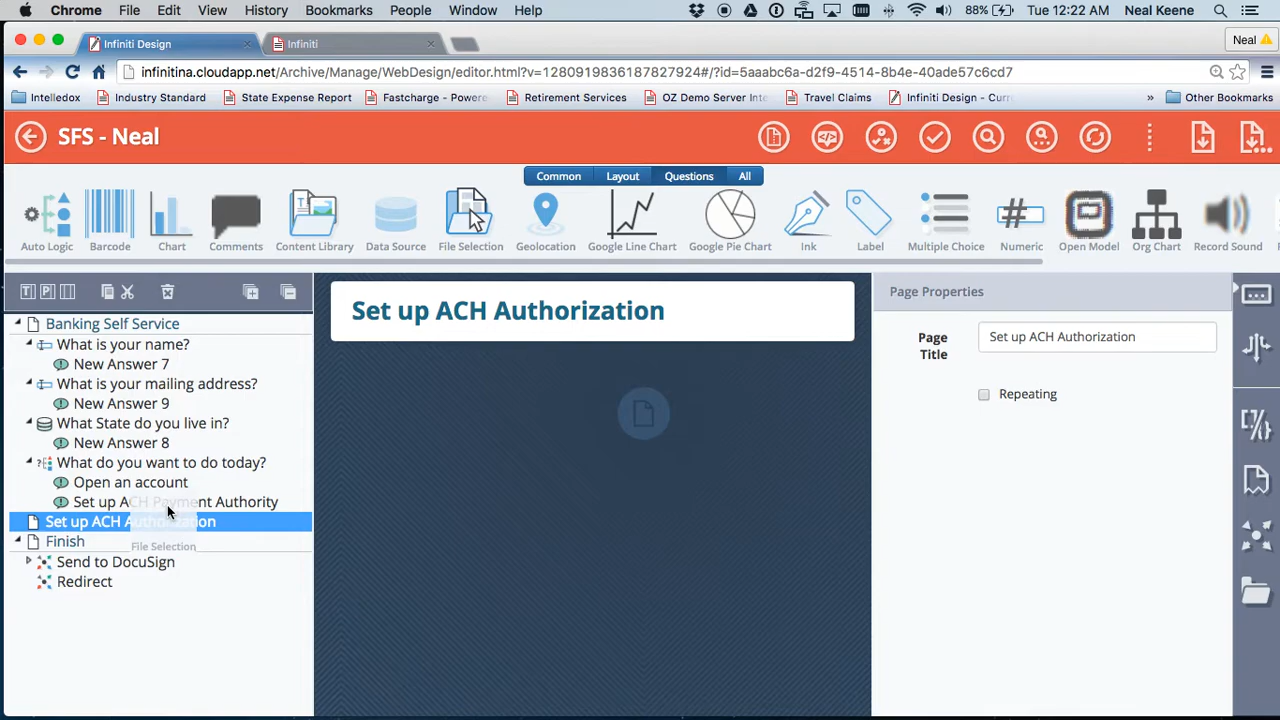 Chrome File Edit View History Bookmarks People Window Help 88% Tue 12:22 AM Neal Keene
Infiniti Design Infiniti Neal
infinitina.cloudapp.net/Archive/Manage/WebDesign/editor.html?v=1280919836187827924#/?id=5aaabc6a-d2f9-4514-8b4e-40ade57c6cd7
Intelledox Industry Standard State Expense Report Fastcharge - Powere Retirement Services OZ Demo Server Inte Travel Claims Infiniti Design - Curr » Other Bookmarks
SFS - Neal
Common Layout Questions All
Auto Logic Barcode Chart Comments Content Library Data Source File Selection Geolocation Google Line Chart Google Pie Chart Ink Label Multiple Choice Numeric Open Model Org Chart Record Sound
Banking Self Service
What is your name?
New Answer 7
What is your mailing address?
New Answer 9
What State do you live in?
New Answer 8
What do you want to do today?
Open an account
Set up ACH Payment Authority
Set up ACH Authorization
Finish
File Selection
Send to DocuSign
Redirect
Set up ACH Authorization
Page Properties
Page
Title
Set up ACH Authorization
Repeating